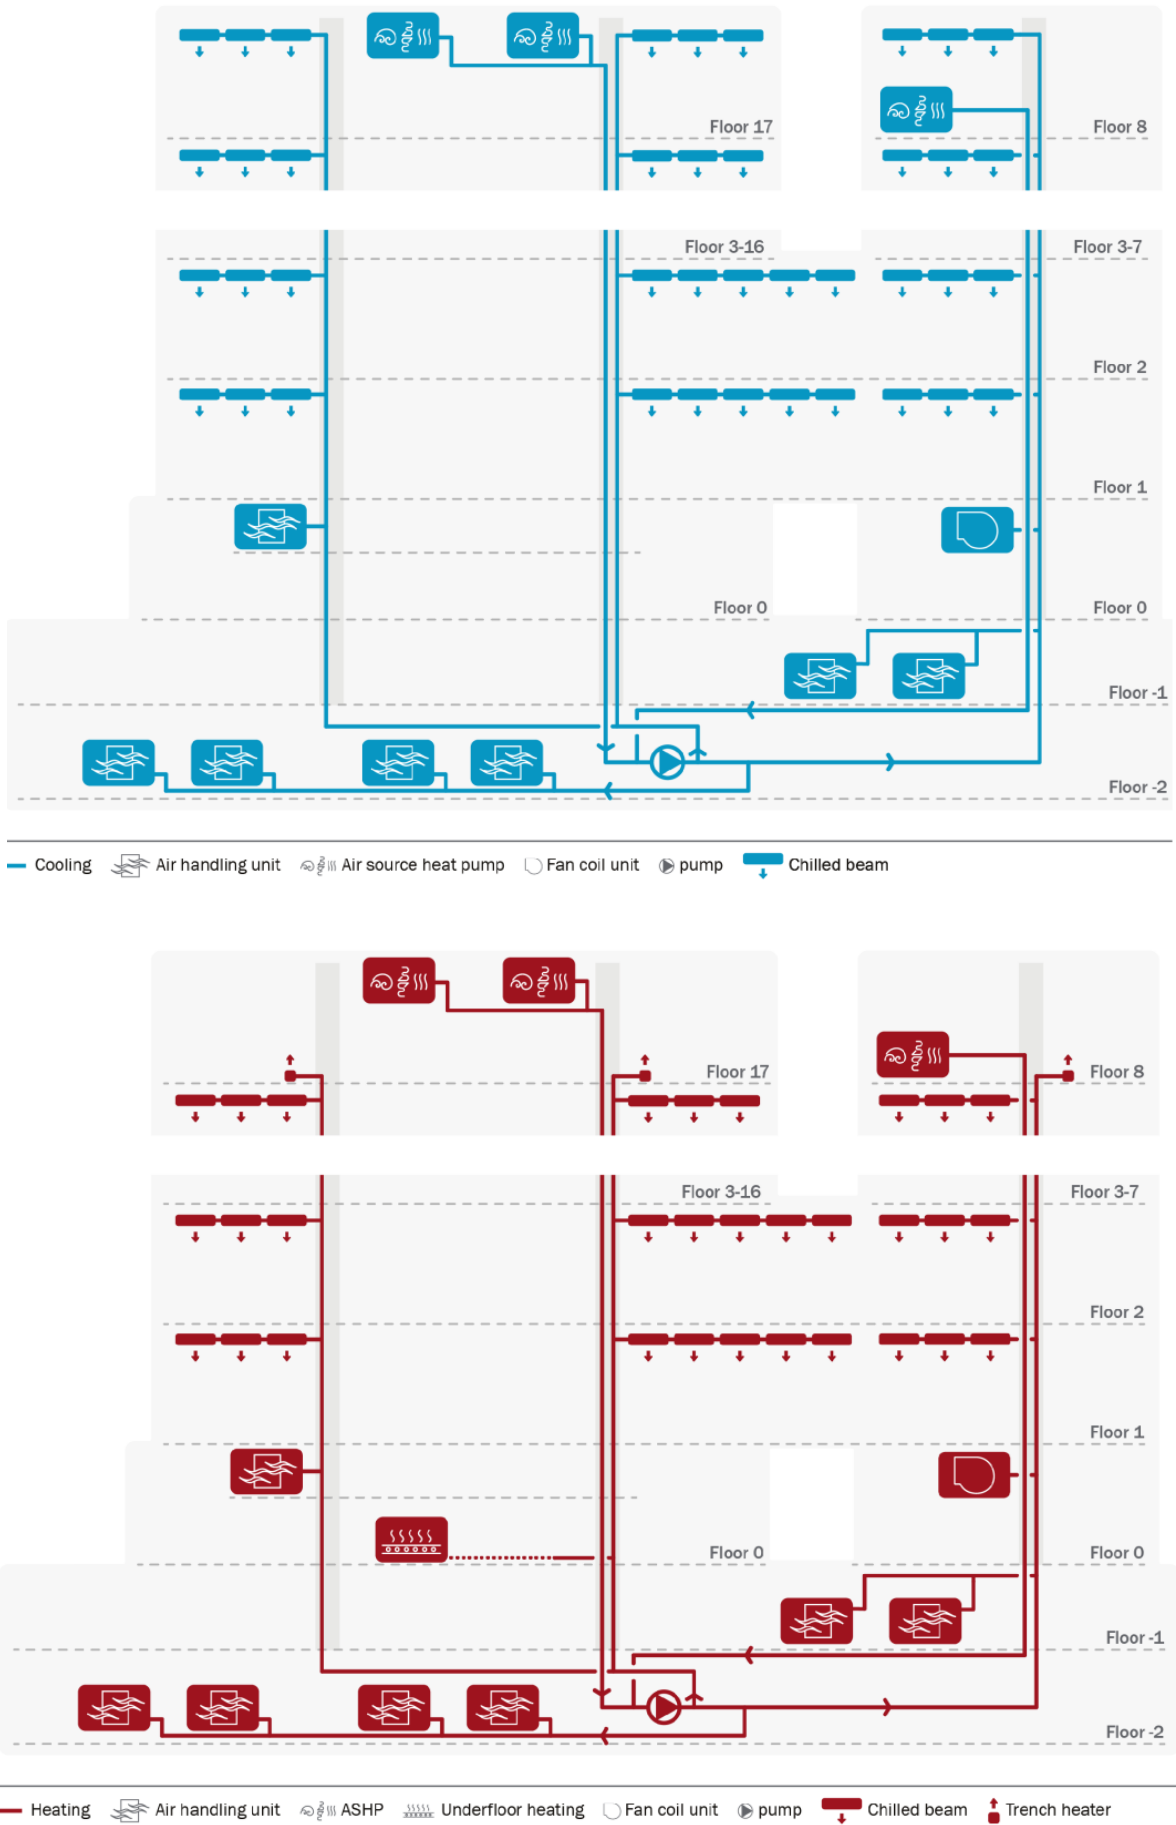 Floor 17
Floor 8
Floor 3-16
Floor 3-7
Floor 2
Floor 1
Floor 0
Floor 0
Floor -1
Floor -2
Cooling Air handling unit Air source heat pump Fan coil unit pump Chilled beam
Floor 17
Floor 8
Floor 3-16
Floor 3-7
Floor 2
Floor 1
Floor 0
Floor 0
Floor -1
Floor -2
Heating Air handling unit ASHP Underfloor heating Fan coil unit pump Chilled beam Trench heater